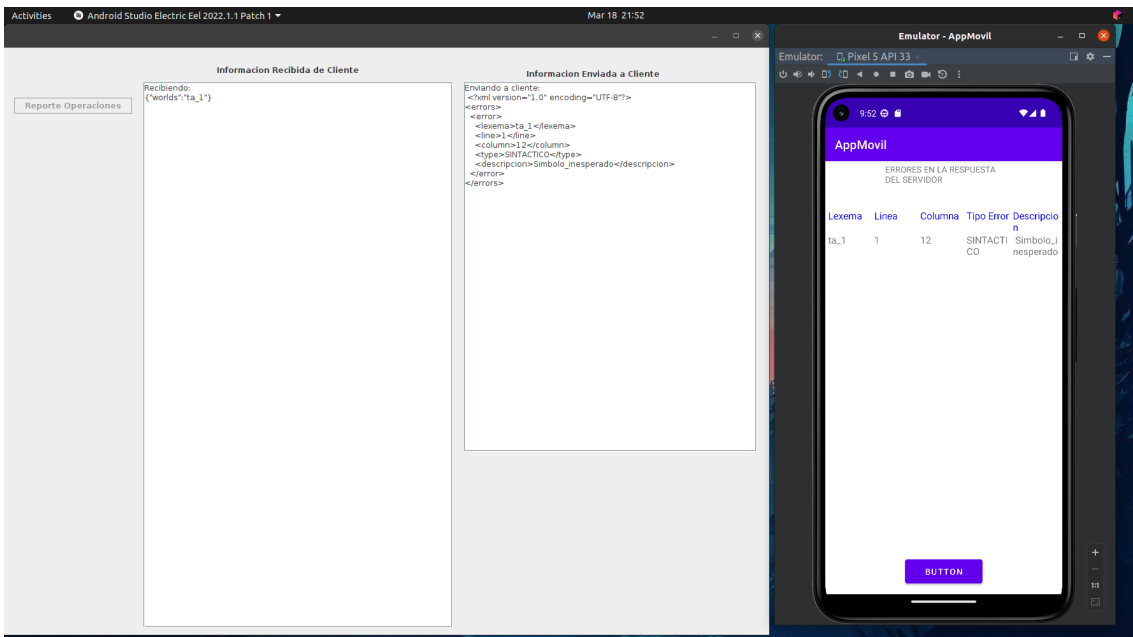 Activities
Android Studio Electric Eel 2022.1.1 Patch 1
Mar 18 21:52
Informacion Recibida de Cliente
Informacion Enviada a Cliente
Reporte Operaciones
Recibiendo:
{"worlds":"ta_1"}
Enviando a cliente:
<?xml version="1.0" encoding="UTF-8"?>
<errors>
<error>
<lexema>ta_1</lexema>
<line>1</line>
<column>12</column>
<type>SINTACTICO</type>
<descripcion>Simbolo_inesperado</descripcion>
</error>
</errors>
Emulator - AppMovil
Emulator: Pixel 5 API 33
9:52
AppMovil
ERRORES EN LA RESPUESTA
DEL SERVIDOR
Lexema Linea Columna Tipo Error Descripcio
n
ta_1 1 12 SINTACTI Simbolo_i
CO nesperado
BUTTON
1:1